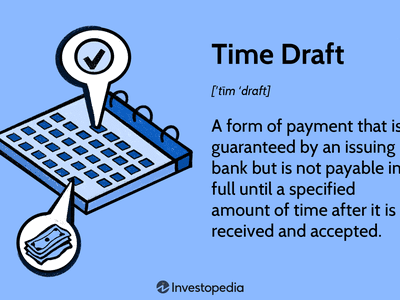 Time Draft
['tīm 'draft]
A form of payment that is
guaranteed by an issuing
bank but is not payable in
full until a specified
amount of time after it is
received and accepted.
Investopedia